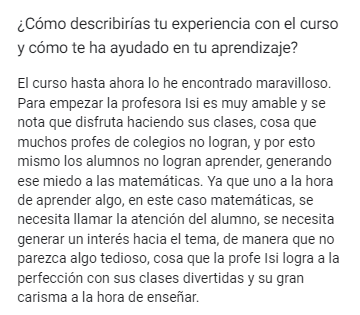 ¿Cómo describirías tu experiencia con el curso
y cómo te ha ayudado en tu aprendizaje?
El curso hasta ahora lo he encontrado maravilloso.
Para empezar la profesora Isi es muy amable y se
nota que disfruta haciendo sus clases, cosa que
muchos profes de colegios no logran, y por esto
mismo los alumnos no logran aprender, generando
ese miedo a las matemáticas. Ya que uno a la hora
de aprender algo, en este caso matemáticas, se
necesita llamar la atención del alumno, se necesita
generar un interés hacia el tema, de manera que no
parezca algo tedioso, cosa que la profe Isi logra a la
perfección con sus clases divertidas y su gran
carisma a la hora de enseñar.